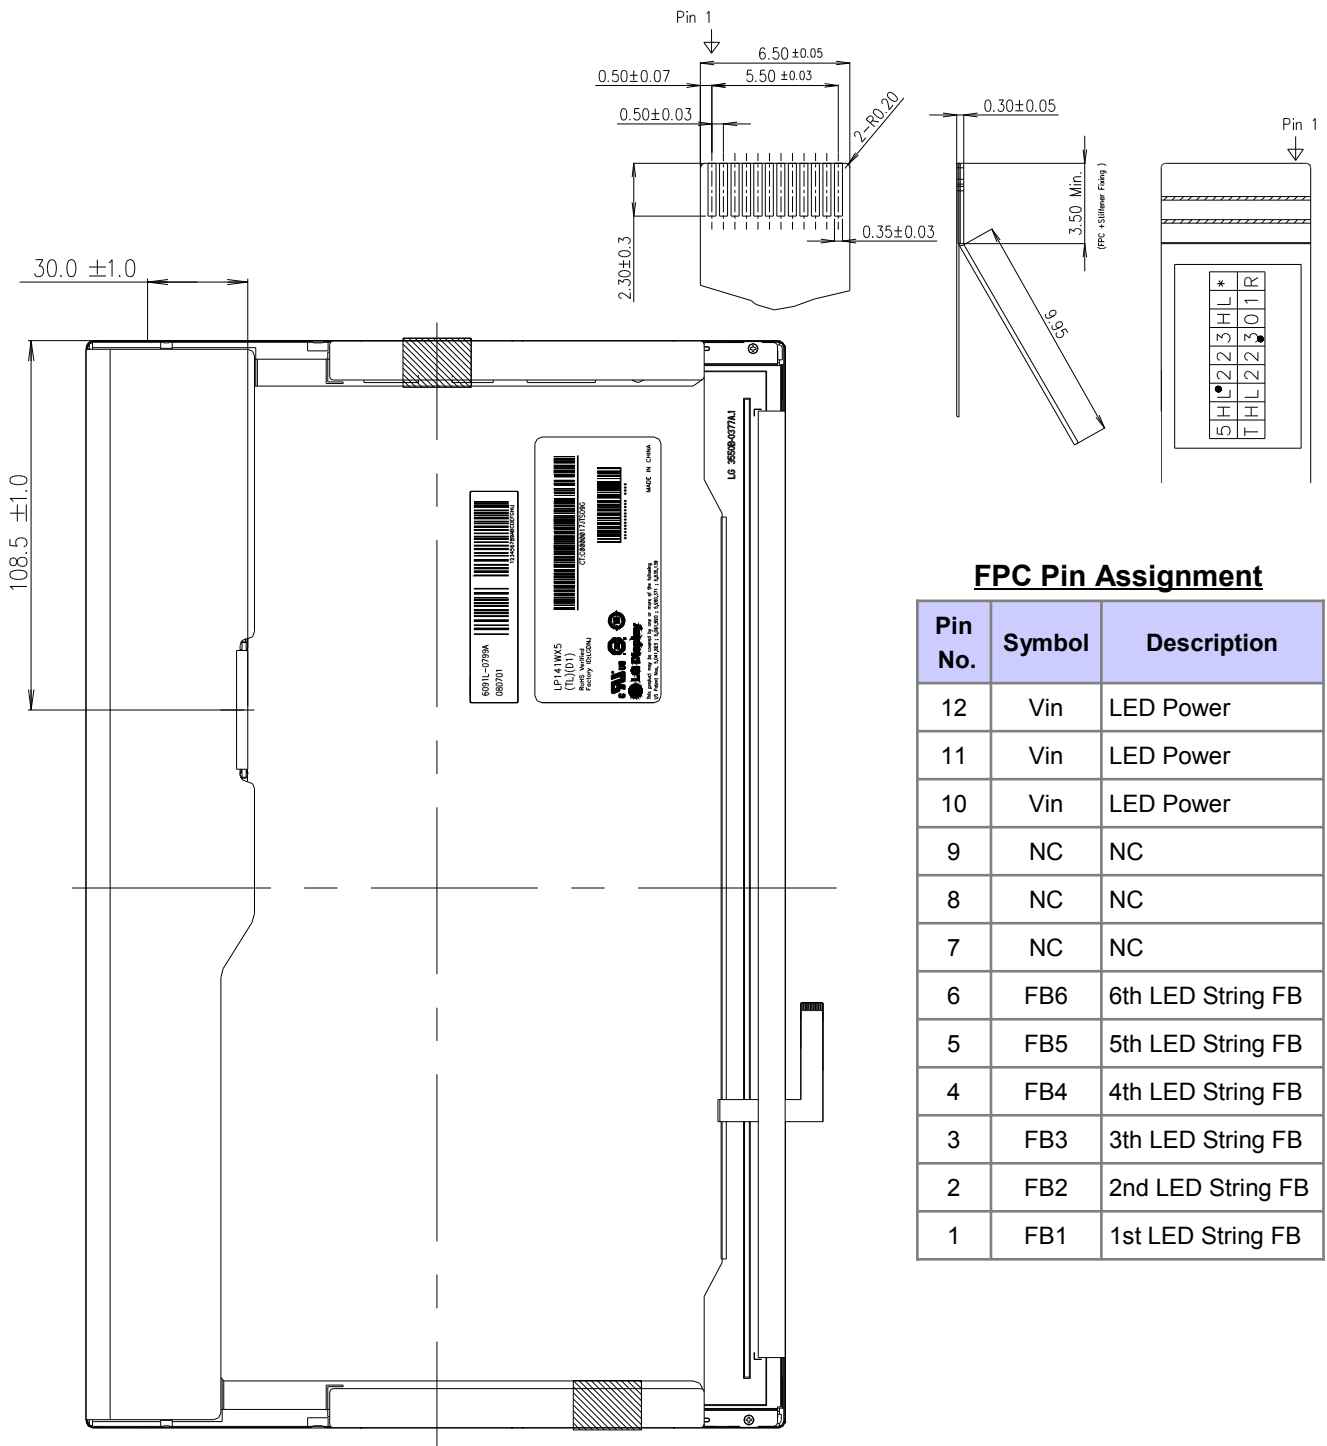 Pin 1
6.50 ±0.05
0.50±0.07
5.50 ±0.03
0.50±0.03
2-R0.20
2.30±0.3
0.35±0.03
0.30±0.05
3.50 Min.
(FPC +Stiffener Fixing )
9.95
Pin 1
5HL223HL*
THL22301R
30.0 ±1.0
108.5 ±1.0
LG 3550B-0377A.1
6091L-0799A
080701
MADE IN CHINA
LP141WX5
(TL)(D1)
RoHS Verified
LG Display
FPC Pin Assignment
Pin No. Symbol Description
12 Vin LED Power
11 Vin LED Power
10 Vin LED Power
9 NC NC
8 NC NC
7 NC NC
6 FB6 6th LED String FB
5 FB5 5th LED String FB
4 FB4 4th LED String FB
3 FB3 3th LED String FB
2 FB2 2nd LED String FB
1 FB1 1st LED String FB